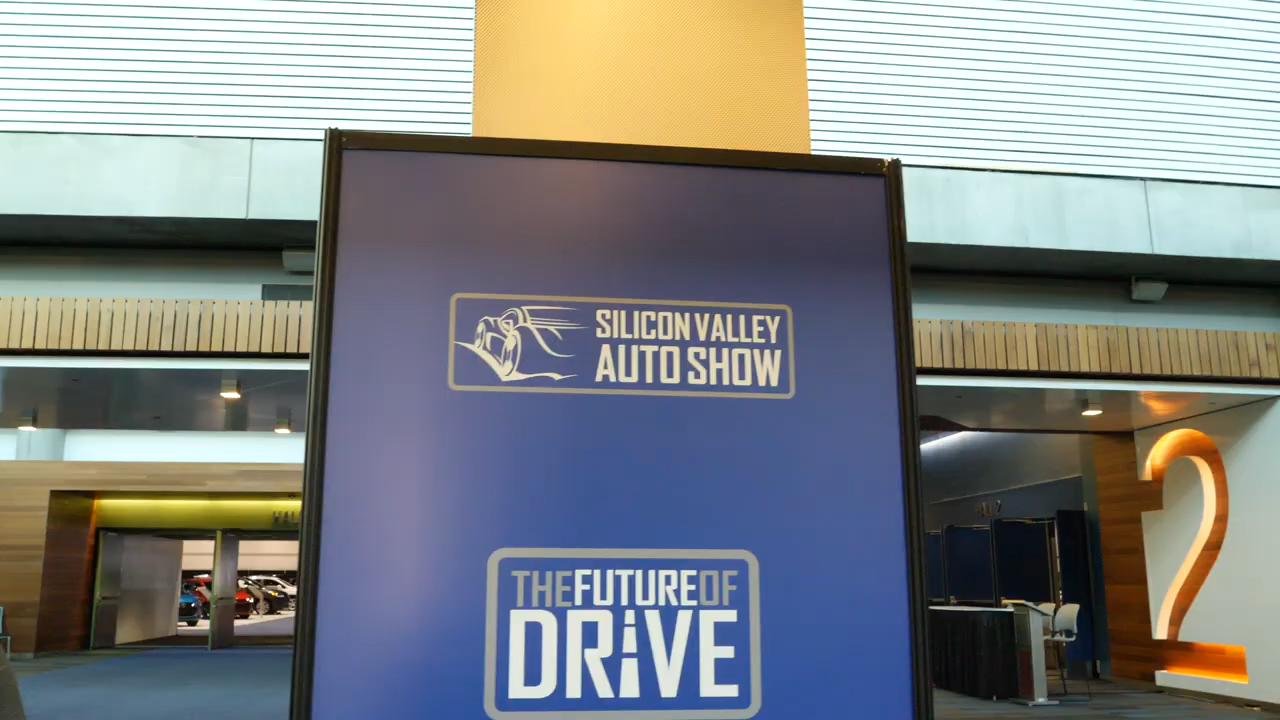 SILICON VALLEY
AUTO SHOW
THE FUTURE OF
DRIVE
2